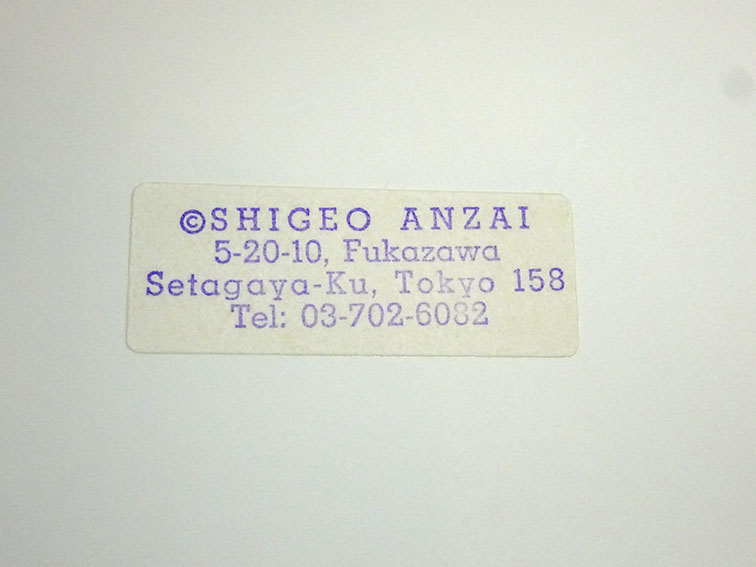 ©SHIGEO ANZAI
5-20-10, Fukazawa
Setagaya-Ku, Tokyo 158
Tel: 03-702-6082